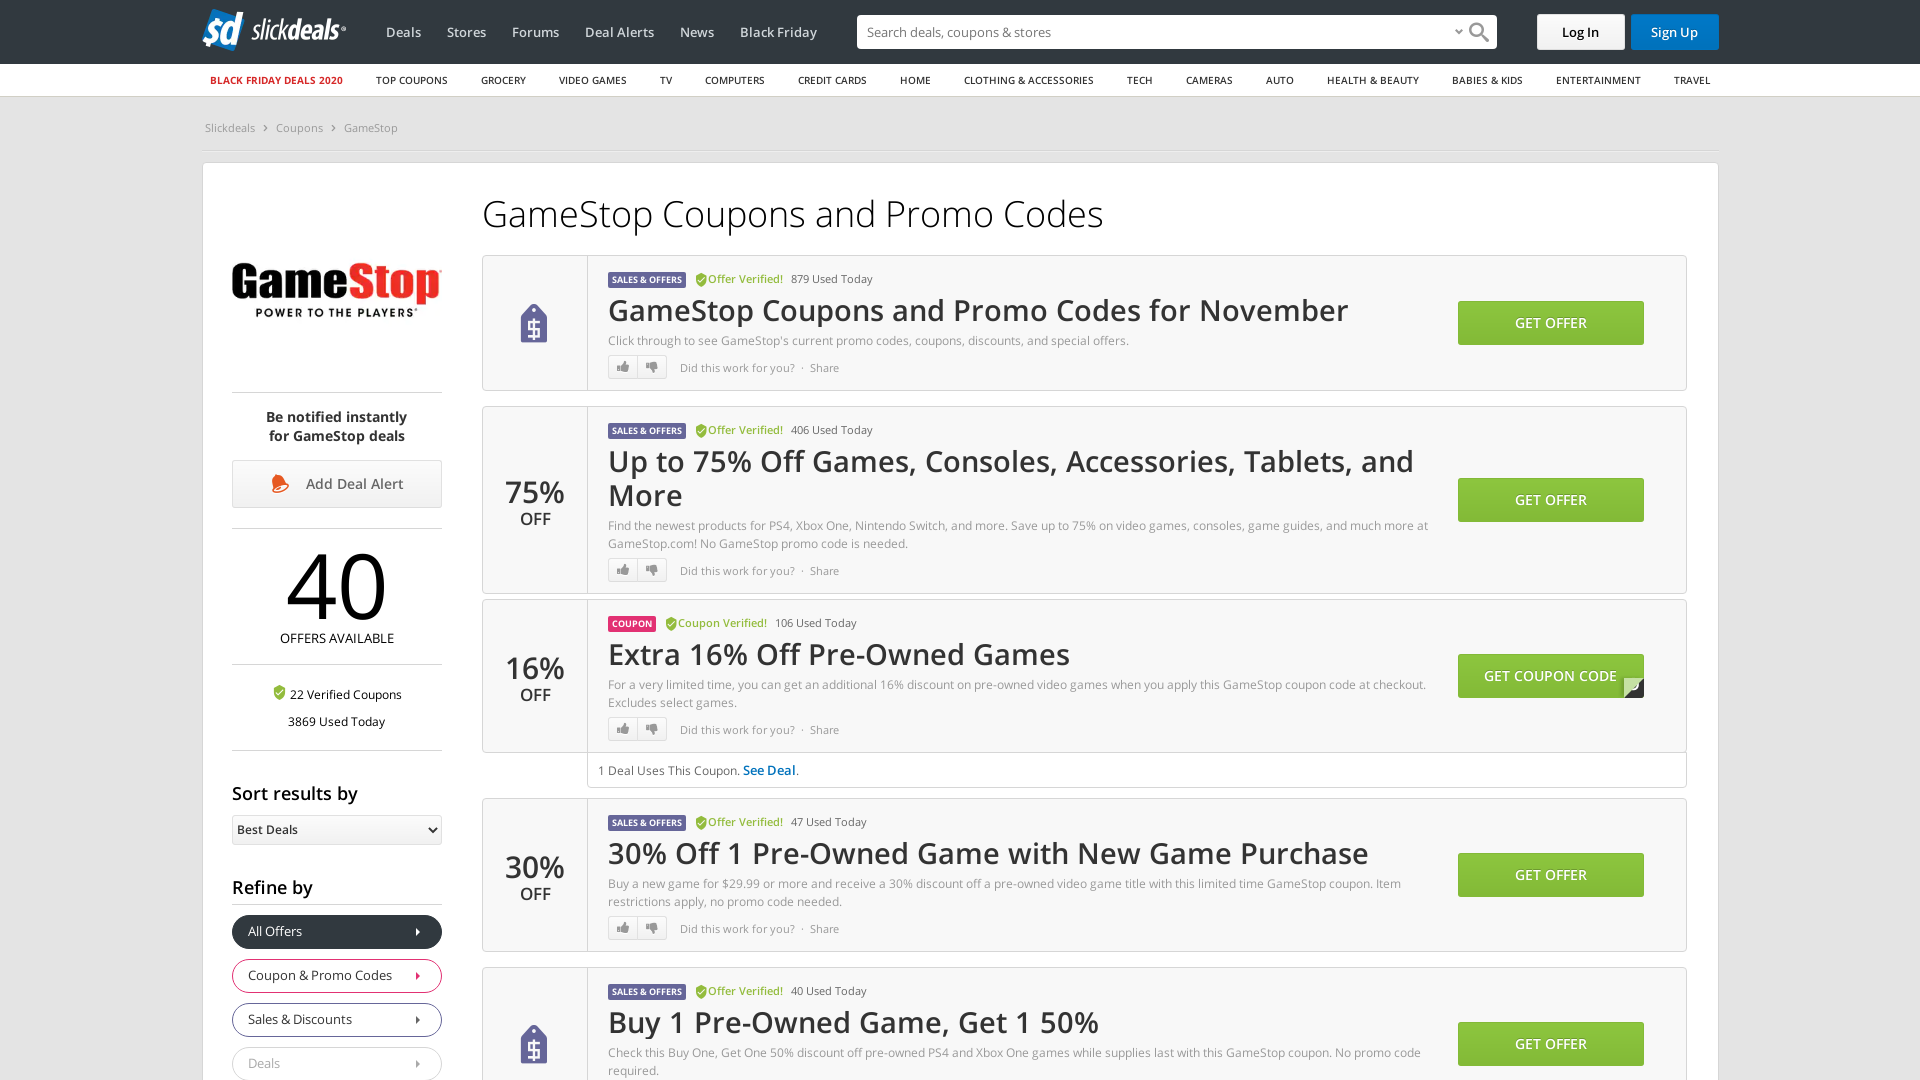 sd slickdeals
Deals
Stores
Forums
Deal Alerts
News
Black Friday
Search deals, coupons & stores
Log In
Sign Up
BLACK FRIDAY DEALS 2020
TOP COUPONS
GROCERY
VIDEO GAMES
TV
COMPUTERS
CREDIT CARDS
HOME
CLOTHING & ACCESSORIES
TECH
CAMERAS
AUTO
HEALTH & BEAUTY
BABIES & KIDS
ENTERTAINMENT
TRAVEL
Slickdeals > Coupons > GameStop
GameStop
POWER TO THE PLAYERS
Be notified instantly
for GameStop deals
Add Deal Alert
40
OFFERS AVAILABLE
22 Verified Coupons
3869 Used Today
Sort results by
Best Deals
Refine by
All Offers
Coupon & Promo Codes
Sales & Discounts
Deals
GameStop Coupons and Promo Codes
SALES & OFFERS Offer Verified! 879 Used Today
GameStop Coupons and Promo Codes for November
Click through to see GameStop's current promo codes, coupons, discounts, and special offers.
Did this work for you? · Share
GET OFFER
75%
OFF
SALES & OFFERS Offer Verified! 406 Used Today
Up to 75% Off Games, Consoles, Accessories, Tablets, and
More
Find the newest products for PS4, Xbox One, Nintendo Switch, and more. Save up to 75% on video games, consoles, game guides, and much more at
GameStop.com! No GameStop promo code is needed.
Did this work for you? · Share
GET OFFER
16%
OFF
COUPON Coupon Verified! 106 Used Today
Extra 16% Off Pre-Owned Games
For a very limited time, you can get an additional 16% discount on pre-owned video games when you apply this GameStop coupon code at checkout.
Excludes select games.
Did this work for you? · Share
GET COUPON CODE
1 Deal Uses This Coupon. See Deal.
30%
OFF
SALES & OFFERS Offer Verified! 47 Used Today
30% Off 1 Pre-Owned Game with New Game Purchase
Buy a new game for $29.99 or more and receive a 30% discount off a pre-owned video game title with this limited time GameStop coupon. Item
restrictions apply, no promo code needed.
Did this work for you? · Share
GET OFFER
SALES & OFFERS Offer Verified! 40 Used Today
Buy 1 Pre-Owned Game, Get 1 50%
Check this Buy One, Get One 50% discount off pre-owned PS4 and Xbox One games while supplies last with this GameStop coupon. No promo code
required.
GET OFFER